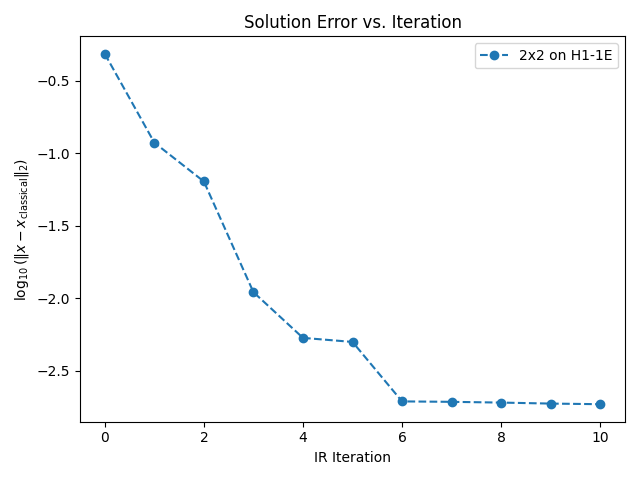 Solution Error vs. Iteration
2x2 on H1-1E
log₁₀(‖x − x_classical‖₂)
−0.5
−1.0
−1.5
−2.0
−2.5
0 2 4 6 8 10
IR Iteration